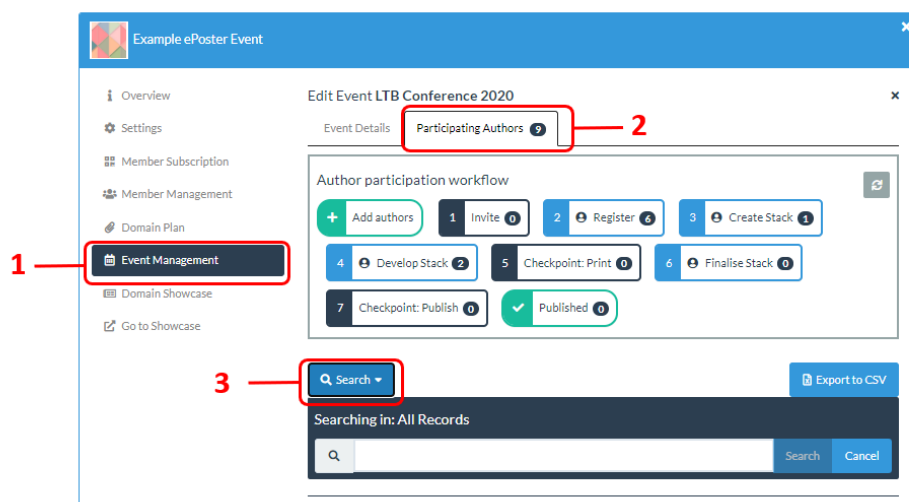 Example ePoster Event
×
Overview
Settings
Member Subscription
Member Management
Domain Plan
1
Event Management
Domain Showcase
Go to Showcase
Edit Event LTB Conference 2020
×
Event Details
Participating Authors 9
2
Author participation workflow
+ Add authors
1 Invite 0
2 Register 6
3 Create Stack 1
4 Develop Stack 2
5 Checkpoint: Print 0
6 Finalise Stack 0
7 Checkpoint: Publish 0
Published 0
3
Search
Export to CSV
Searching in: All Records
Search
Cancel